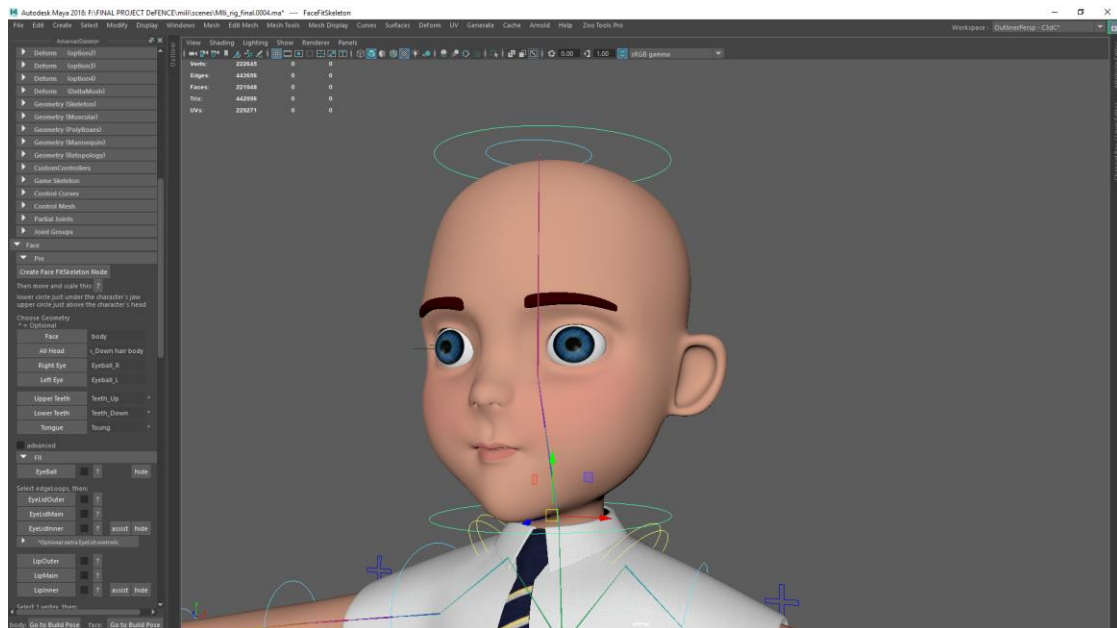 Autodesk Maya 2018: F:\FINAL PROJECT DeFENCE\mili\scenes\MIli_rig_final.0004.ma* --- FaceFitSkeleton
File Edit Create Select Modify Display Windows Mesh Edit Mesh Mesh Tools Mesh Display Curves Surfaces Deform UV Generate Cache Arnold Help Zoo Tools Pro
Workspace: OutlinerPersp - C3dC*
AdvancedSkeleton
Outliner
View Shading Lighting Show Renderer Panels
0.00 1.00 sRGB gamma
Verts: 222645 0 0
Edges: 443656 0 0
Faces: 221048 0 0
Tris: 442096 0 0
UVs: 229271 0 0
Deform (option2)
Deform (option3)
Deform (option4)
Deform (DeltaMush)
Geometry (Skeleton)
Geometry (Muscular)
Geometry (PolyBoxes)
Geometry (Mannequin)
Geometry (Retopology)
CustomControllers
Game Skeleton
Control Curves
Control Mesh
Partial Joints
Joint Groups
Face
Pre
Create Face FitSkeleton Node
Then move and scale this: ?
lower circle just under the character's jaw
upper circle just above the character's head
Choose Geometry
* = Optional
Face body
All Head _Down hair body
Right Eye Eyeball_R
Left Eye Eyeball_L
Upper Teeth Teeth_Up *
Lower Teeth Teeth_Down *
Tongue Toung *
advanced
Fit
EyeBall ? hide
Select edgeLoops, then:
EyeLidOuter ?
EyeLidMain ?
EyeLidInner ? assist hide
*Optional extra EyeLid controls
LipOuter ?
LipMain ?
LipInner ? assist hide
Select 1 vertex, then:
body: Go to Build Pose face: Go to Build Pose
persp